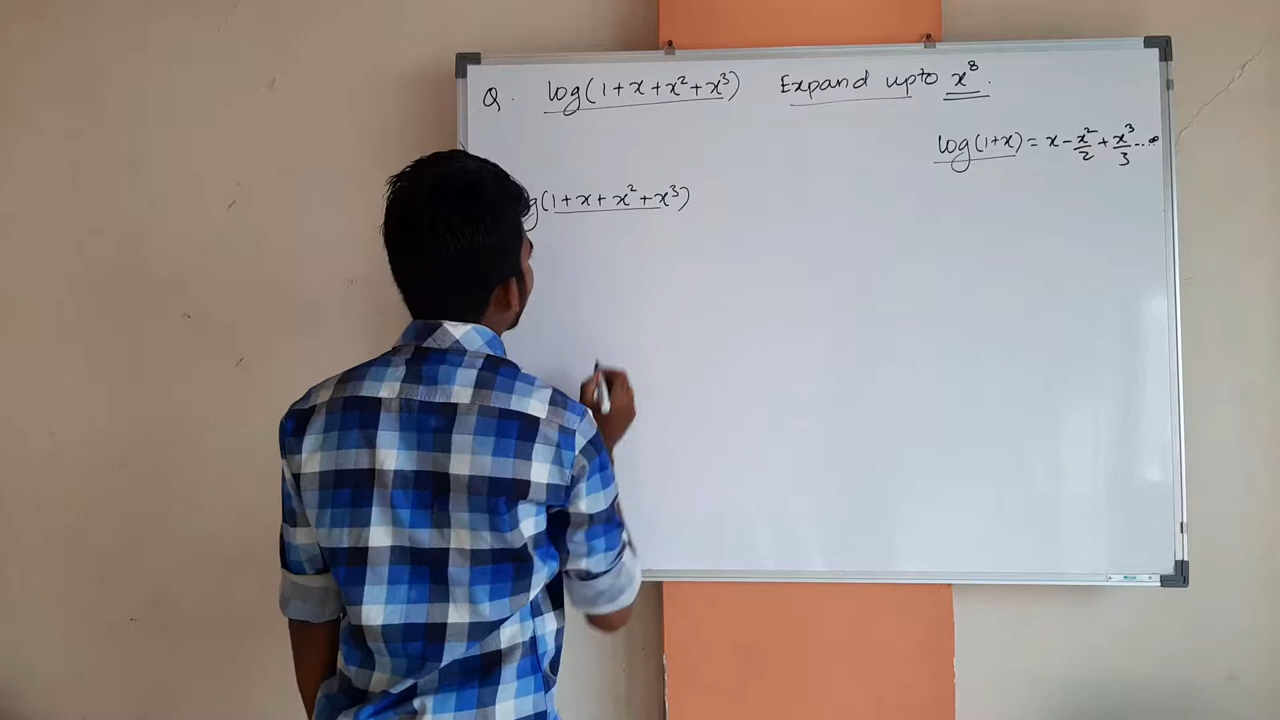 Q. log(1+x+x²+x³) Expand upto x⁸.
log(1+x) = x - x²/2 + x³/3 ... ∞
g(1+x+x²+x³)